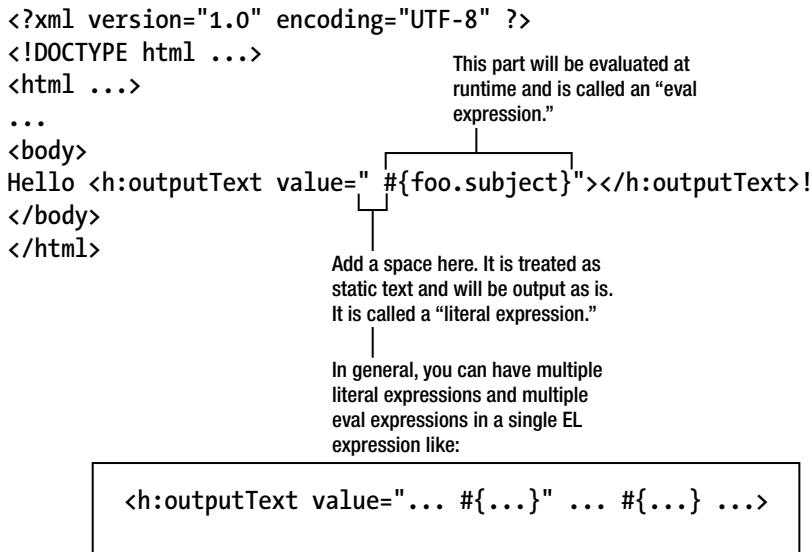 <?xml version="1.0" encoding="UTF-8" ?>
<!DOCTYPE html ...>
<html ...>
...
<body>
This part will be evaluated at
runtime and is called an “eval
expression.”
Hello <h:outputText value=" #{foo.subject}"></h:outputText>!
</body>
</html>
Add a space here. It is treated as
static text and will be output as is.
It is called a “literal expression.”
In general, you can have multiple
literal expressions and multiple
eval expressions in a single EL
expression like:
<h:outputText value="... #{...}" ... #{...} ...>